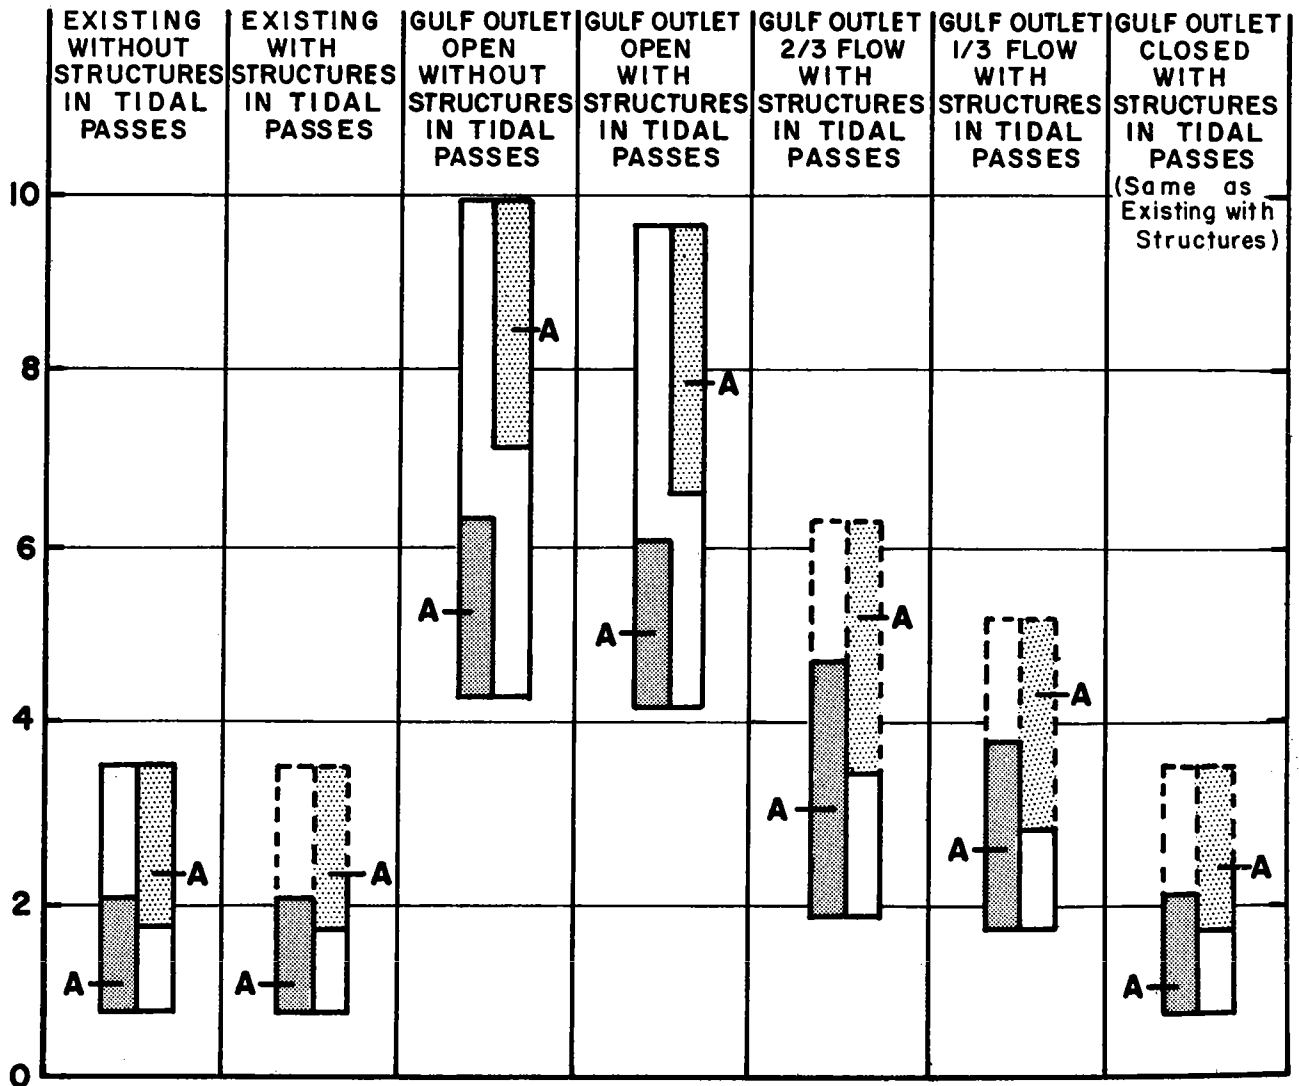 EXISTING
WITHOUT
STRUCTURES
IN TIDAL
PASSES
EXISTING
WITH
STRUCTURES
IN TIDAL
PASSES
GULF OUTLET
OPEN
WITHOUT
STRUCTURES
IN TIDAL
PASSES
GULF OUTLET
OPEN
WITH
STRUCTURES
IN TIDAL
PASSES
GULF OUTLET
2/3 FLOW
WITH
STRUCTURES
IN TIDAL
PASSES
GULF OUTLET
1/3 FLOW
WITH
STRUCTURES
IN TIDAL
PASSES
GULF OUTLET
CLOSED
WITH
STRUCTURES
IN TIDAL
PASSES
(Same as
Existing with
Structures)
10
8
6
4
2
0
A
A
A
A
A
A
A
A
A
A
A
A
A
A